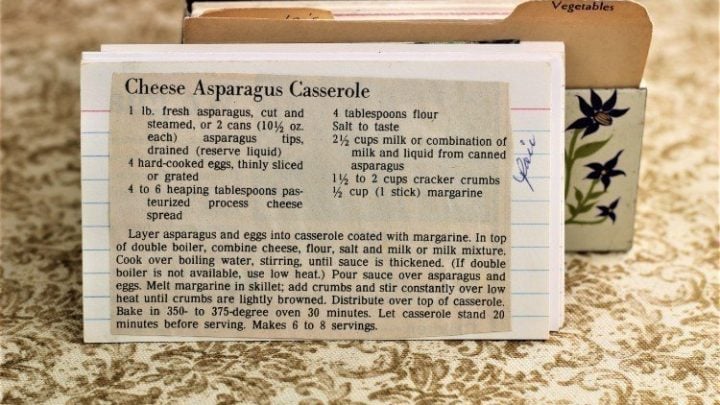 Vegetables
Cheese Asparagus Casserole
1 lb. fresh asparagus, cut and
steamed, or 2 cans (10½ oz.
each) asparagus tips,
drained (reserve liquid)
4 hard-cooked eggs, thinly sliced
or grated
4 to 6 heaping tablespoons pas-
teurized process cheese
spread
4 tablespoons flour
Salt to taste
2½ cups milk or combination of
milk and liquid from canned
asparagus
1½ to 2 cups cracker crumbs
½ cup (1 stick) margarine
Layer asparagus and eggs into casserole coated with margarine. In top
of double boiler, combine cheese, flour, salt and milk or milk mixture.
Cook over boiling water, stirring, until sauce is thickened. (If double
boiler is not available, use low heat.) Pour sauce over asparagus and
eggs. Melt margarine in skillet; add crumbs and stir constantly over low
heat until crumbs are lightly browned. Distribute over top of casserole.
Bake in 350- to 375-degree oven 30 minutes. Let casserole stand 20
minutes before serving. Makes 6 to 8 servings.